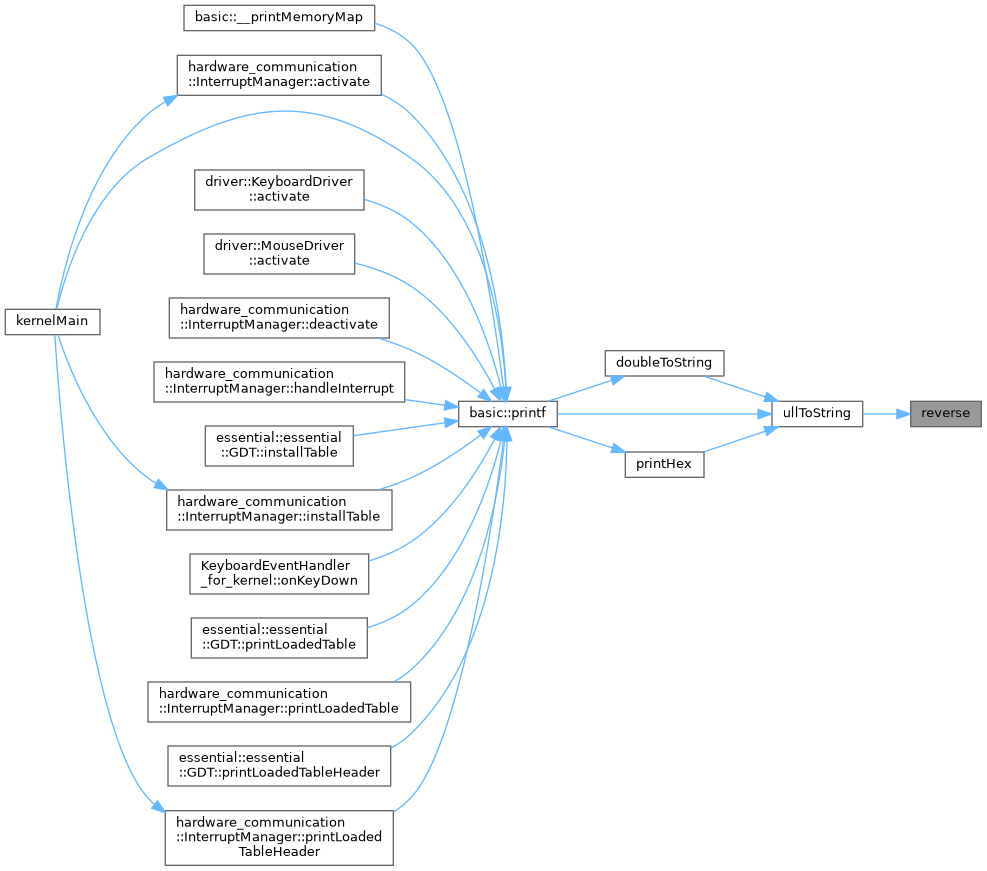 basic::__printMemoryMap
hardware_communication
::InterruptManager::activate
driver::KeyboardDriver
::activate
driver::MouseDriver
::activate
kernelMain
hardware_communication
::InterruptManager::deactivate
hardware_communication
::InterruptManager::handleInterrupt
essential::essential
::GDT::installTable
hardware_communication
::InterruptManager::installTable
KeyboardEventHandler
_for_kernel::onKeyDown
essential::essential
::GDT::printLoadedTable
hardware_communication
::InterruptManager::printLoadedTable
essential::essential
::GDT::printLoadedTableHeader
hardware_communication
::InterruptManager::printLoaded
TableHeader
basic::printf
doubleToString
printHex
ullToString
reverse